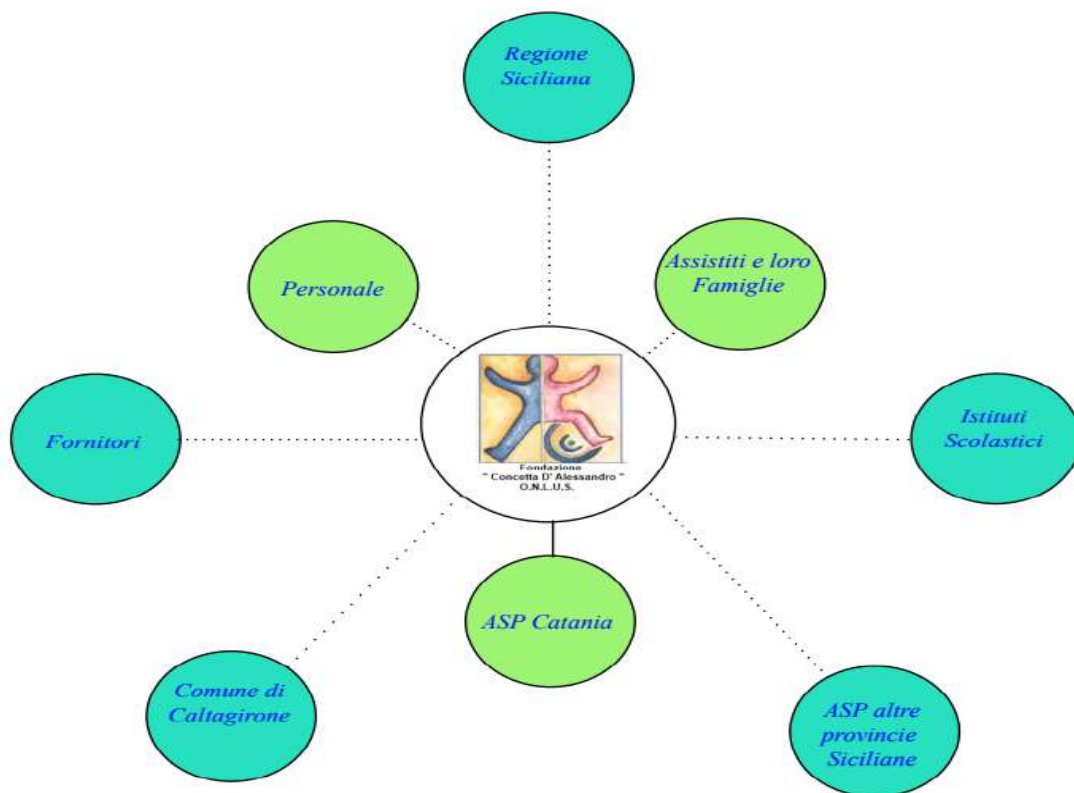 Regione
Siciliana
Personale
Assistiti e loro
Famiglie
Fornitori
Fondazione
" Concetta D' Alessandro "
O.N.L.U.S.
Istituti
Scolastici
ASP Catania
Comune di
Caltagirone
ASP altre
provincie
Siciliane